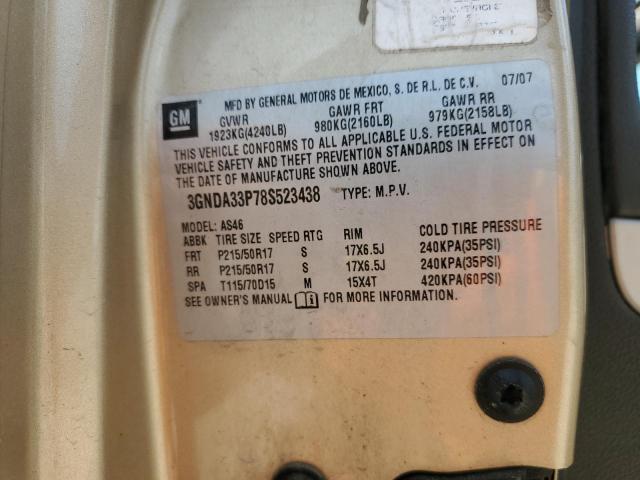 GM
MFD BY GENERAL MOTORS DE MEXICO, S. DE R.L. DE C.V. 07/07
GVWR GAWR FRT GAWR RR
1923KG(4240LB) 980KG(2160LB) 979KG(2158LB)
THIS VEHICLE CONFORMS TO ALL APPLICABLE U.S. FEDERAL MOTOR
VEHICLE SAFETY AND THEFT PREVENTION STANDARDS IN EFFECT ON
THE DATE OF MANUFACTURE SHOWN ABOVE.
3GNDA33P78S523438 TYPE: M.P.V.
MODEL: AS46
ABBK TIRE SIZE SPEED RTG RIM COLD TIRE PRESSURE
FRT P215/50R17 S 17X6.5J 240KPA(35PSI)
RR P215/50R17 S 17X6.5J 240KPA(35PSI)
SPA T115/70D15 M 15X4T 420KPA(60PSI)
SEE OWNER'S MANUAL FOR MORE INFORMATION.